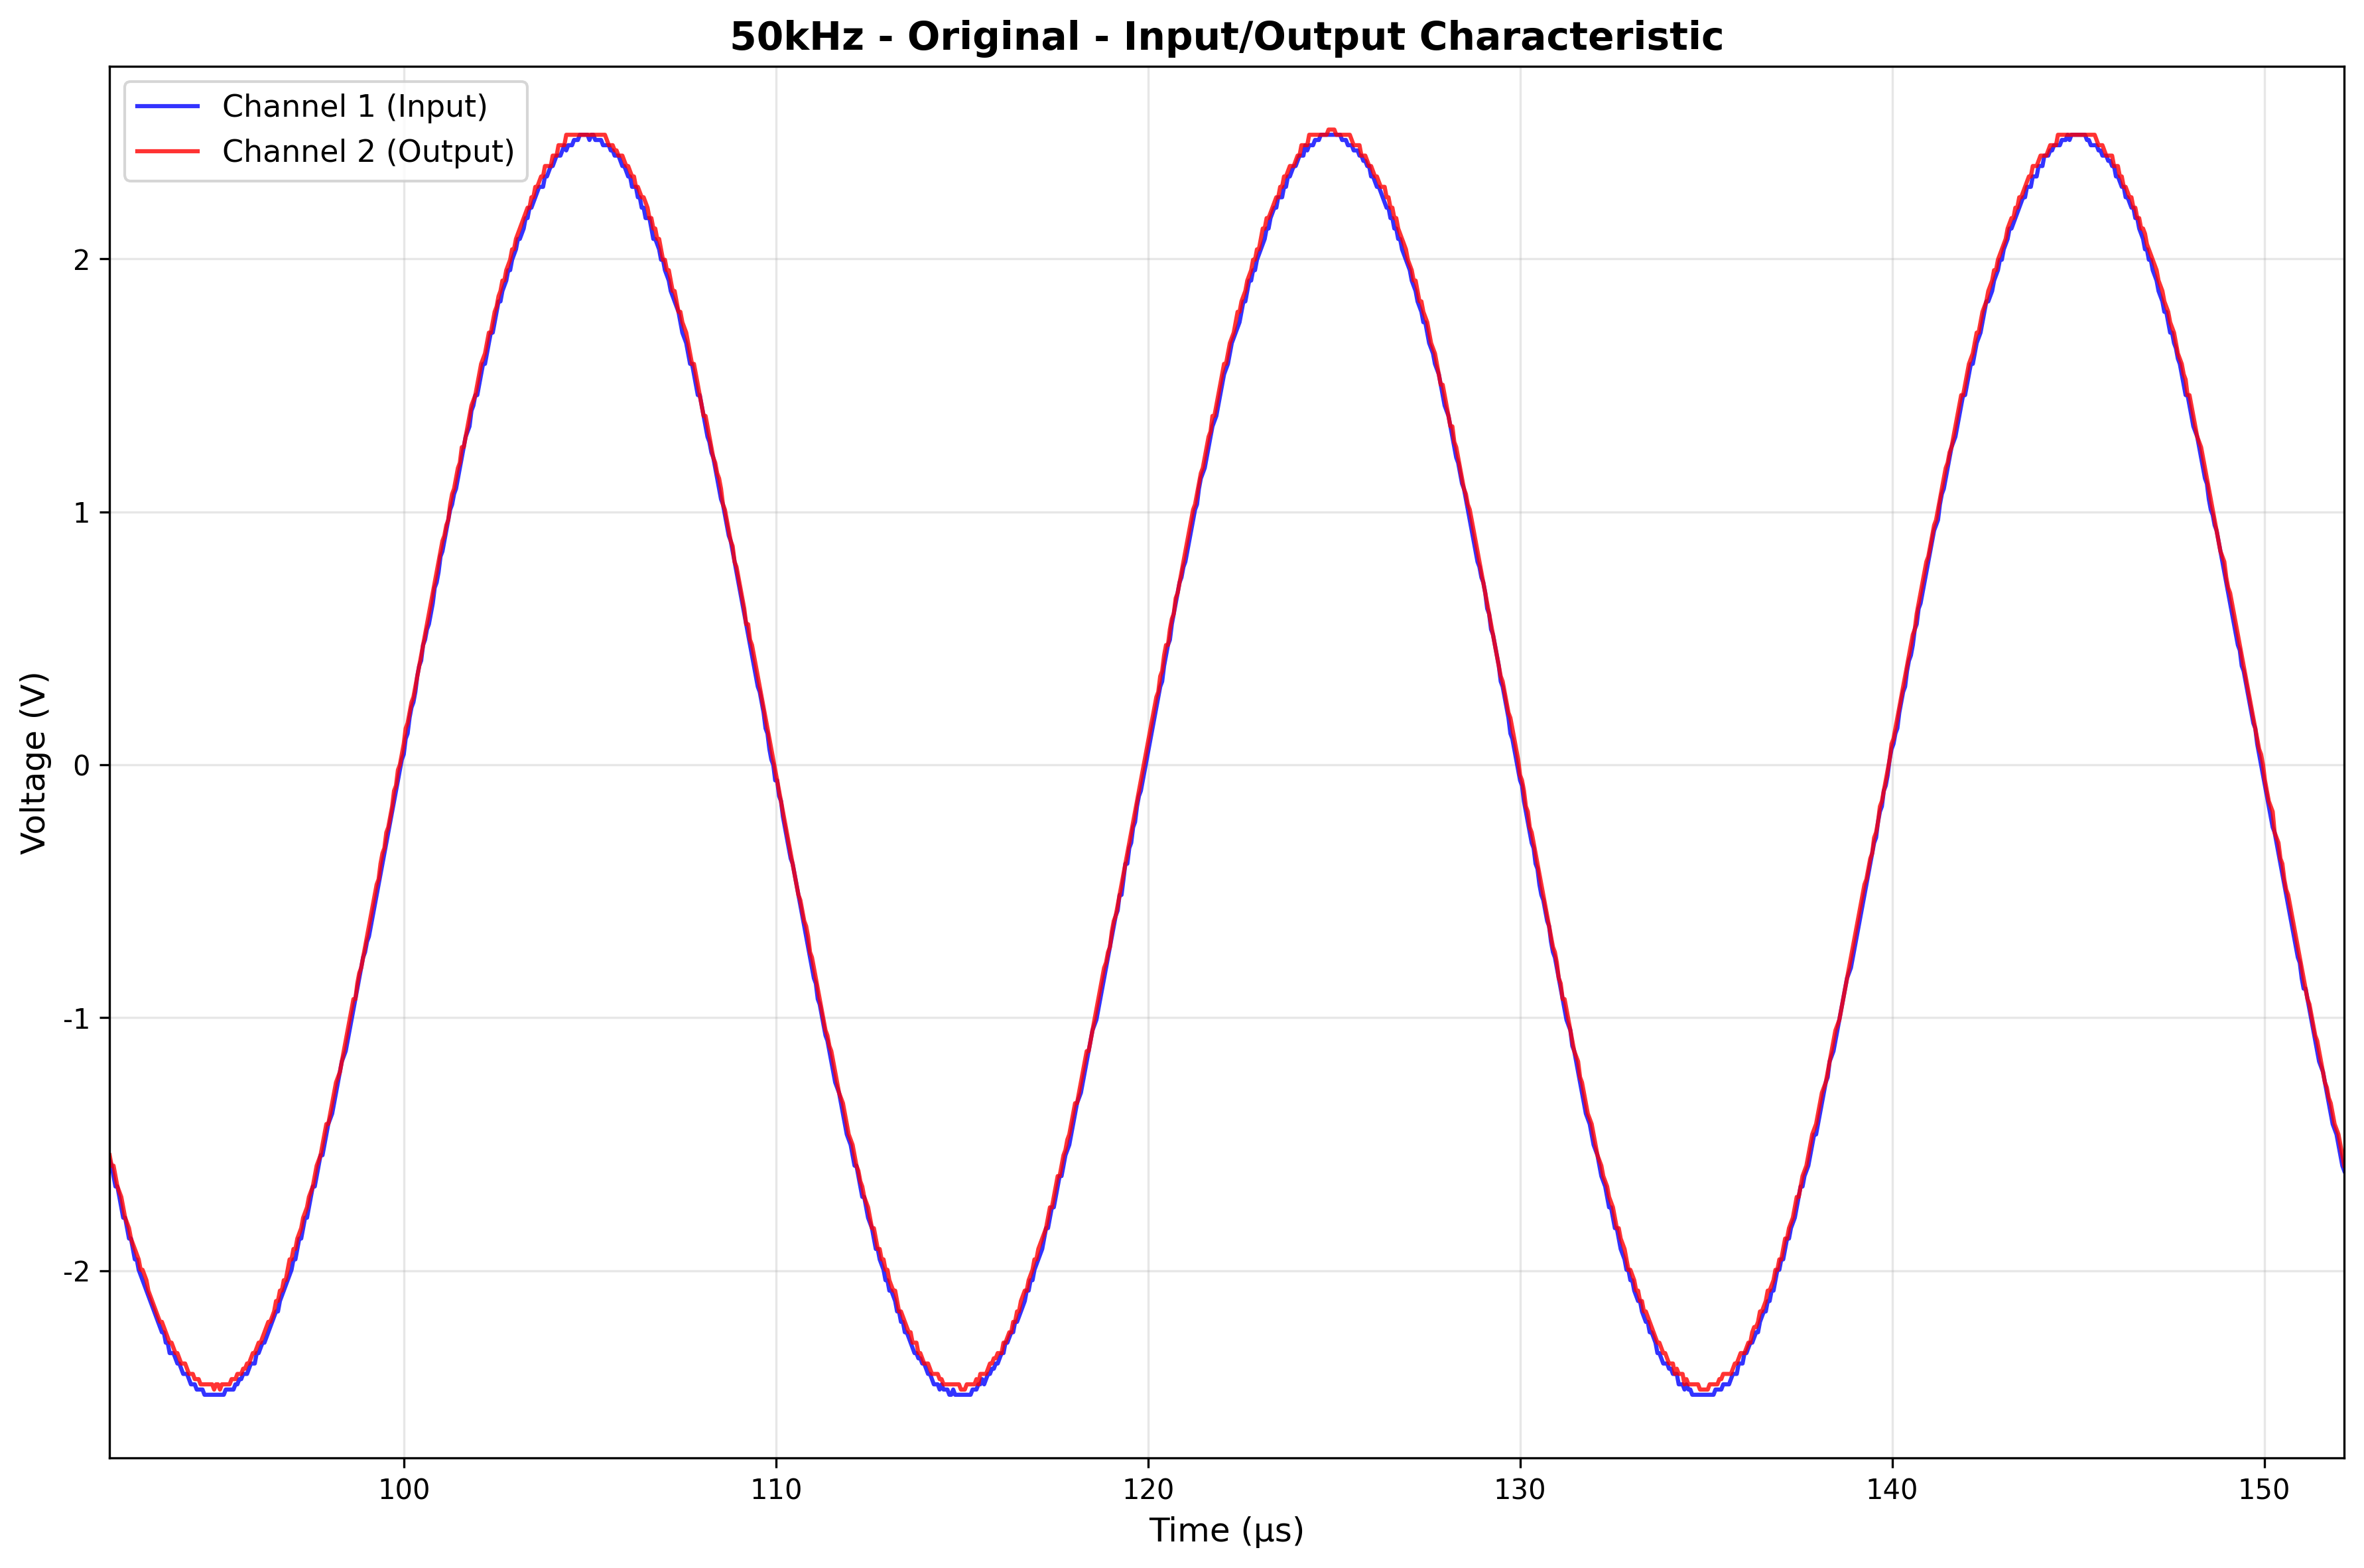 50kHz - Original - Input/Output Characteristic
Channel 1 (Input)
Channel 2 (Output)
2
1
0
-1
-2
Voltage (V)
100 110 120 130 140 150
Time (µs)